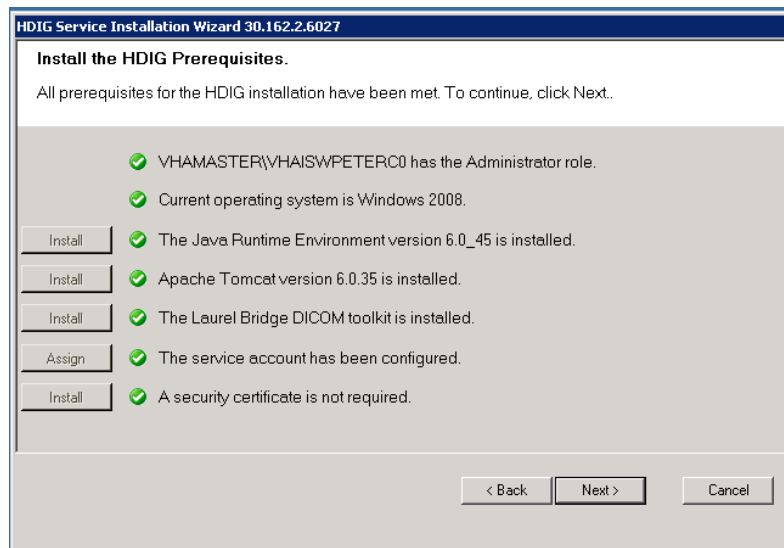 HDIG Service Installation Wizard 30.162.2.6027
Install the HDIG Prerequisites.
All prerequisites for the HDIG installation have been met. To continue, click Next..
VHAMASTER\VHAISWPETERC0 has the Administrator role.
Current operating system is Windows 2008.
Install The Java Runtime Environment version 6.0_45 is installed.
Install Apache Tomcat version 6.0.35 is installed.
Install The Laurel Bridge DICOM toolkit is installed.
Assign The service account has been configured.
Install A security certificate is not required.
< Back Next > Cancel